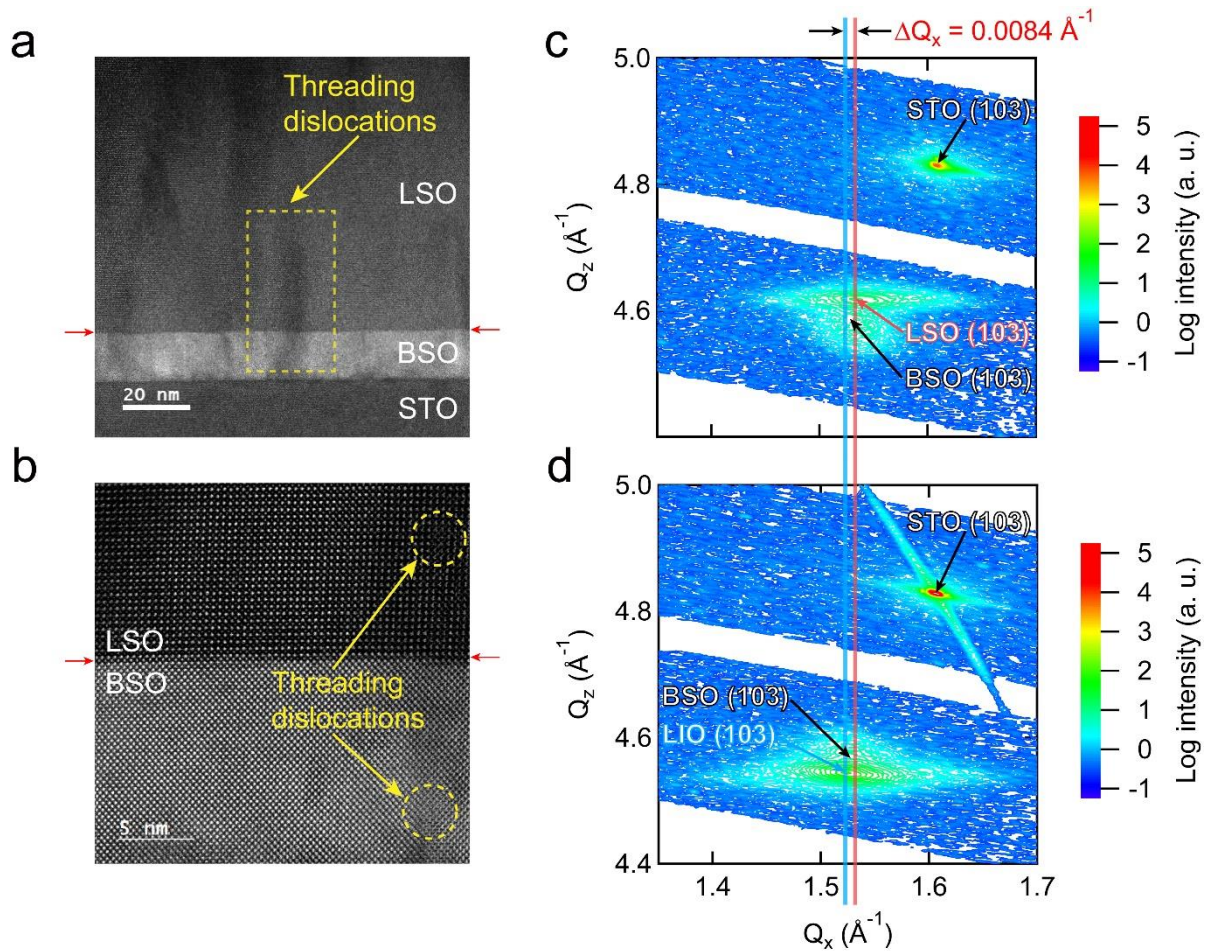 a
Threading
dislocations
LSO
BSO
STO
20 nm
b
LSO
BSO
Threading
dislocations
5 nm
c
ΔQx = 0.0084 Å-1
5.0
4.8
4.6
Qz (Å-1)
STO (103)
LSO (103)
BSO (103)
5
4
3
2
1
0
-1
Log intensity (a. u.)
d
5.0
4.8
4.6
4.4
Qz (Å-1)
STO (103)
BSO (103)
LIO (103)
1.4
1.5
1.6
1.7
Qx (Å-1)
5
4
3
2
1
0
-1
Log intensity (a. u.)